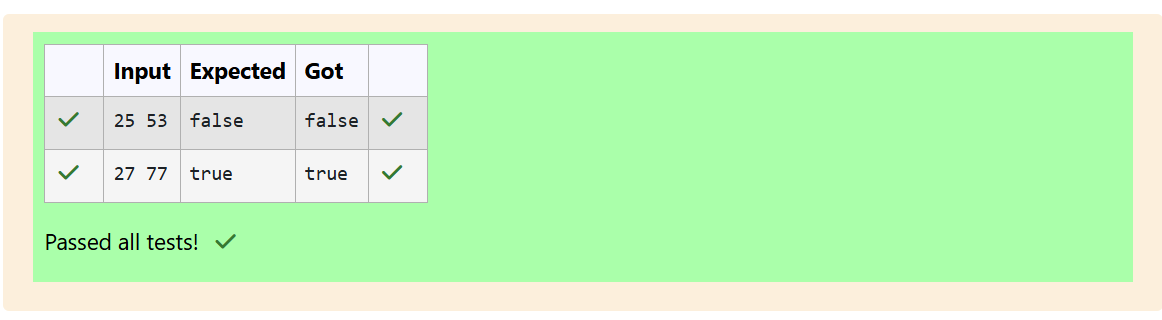 Input Expected Got
25 53 false false
27 77 true true
Passed all tests!